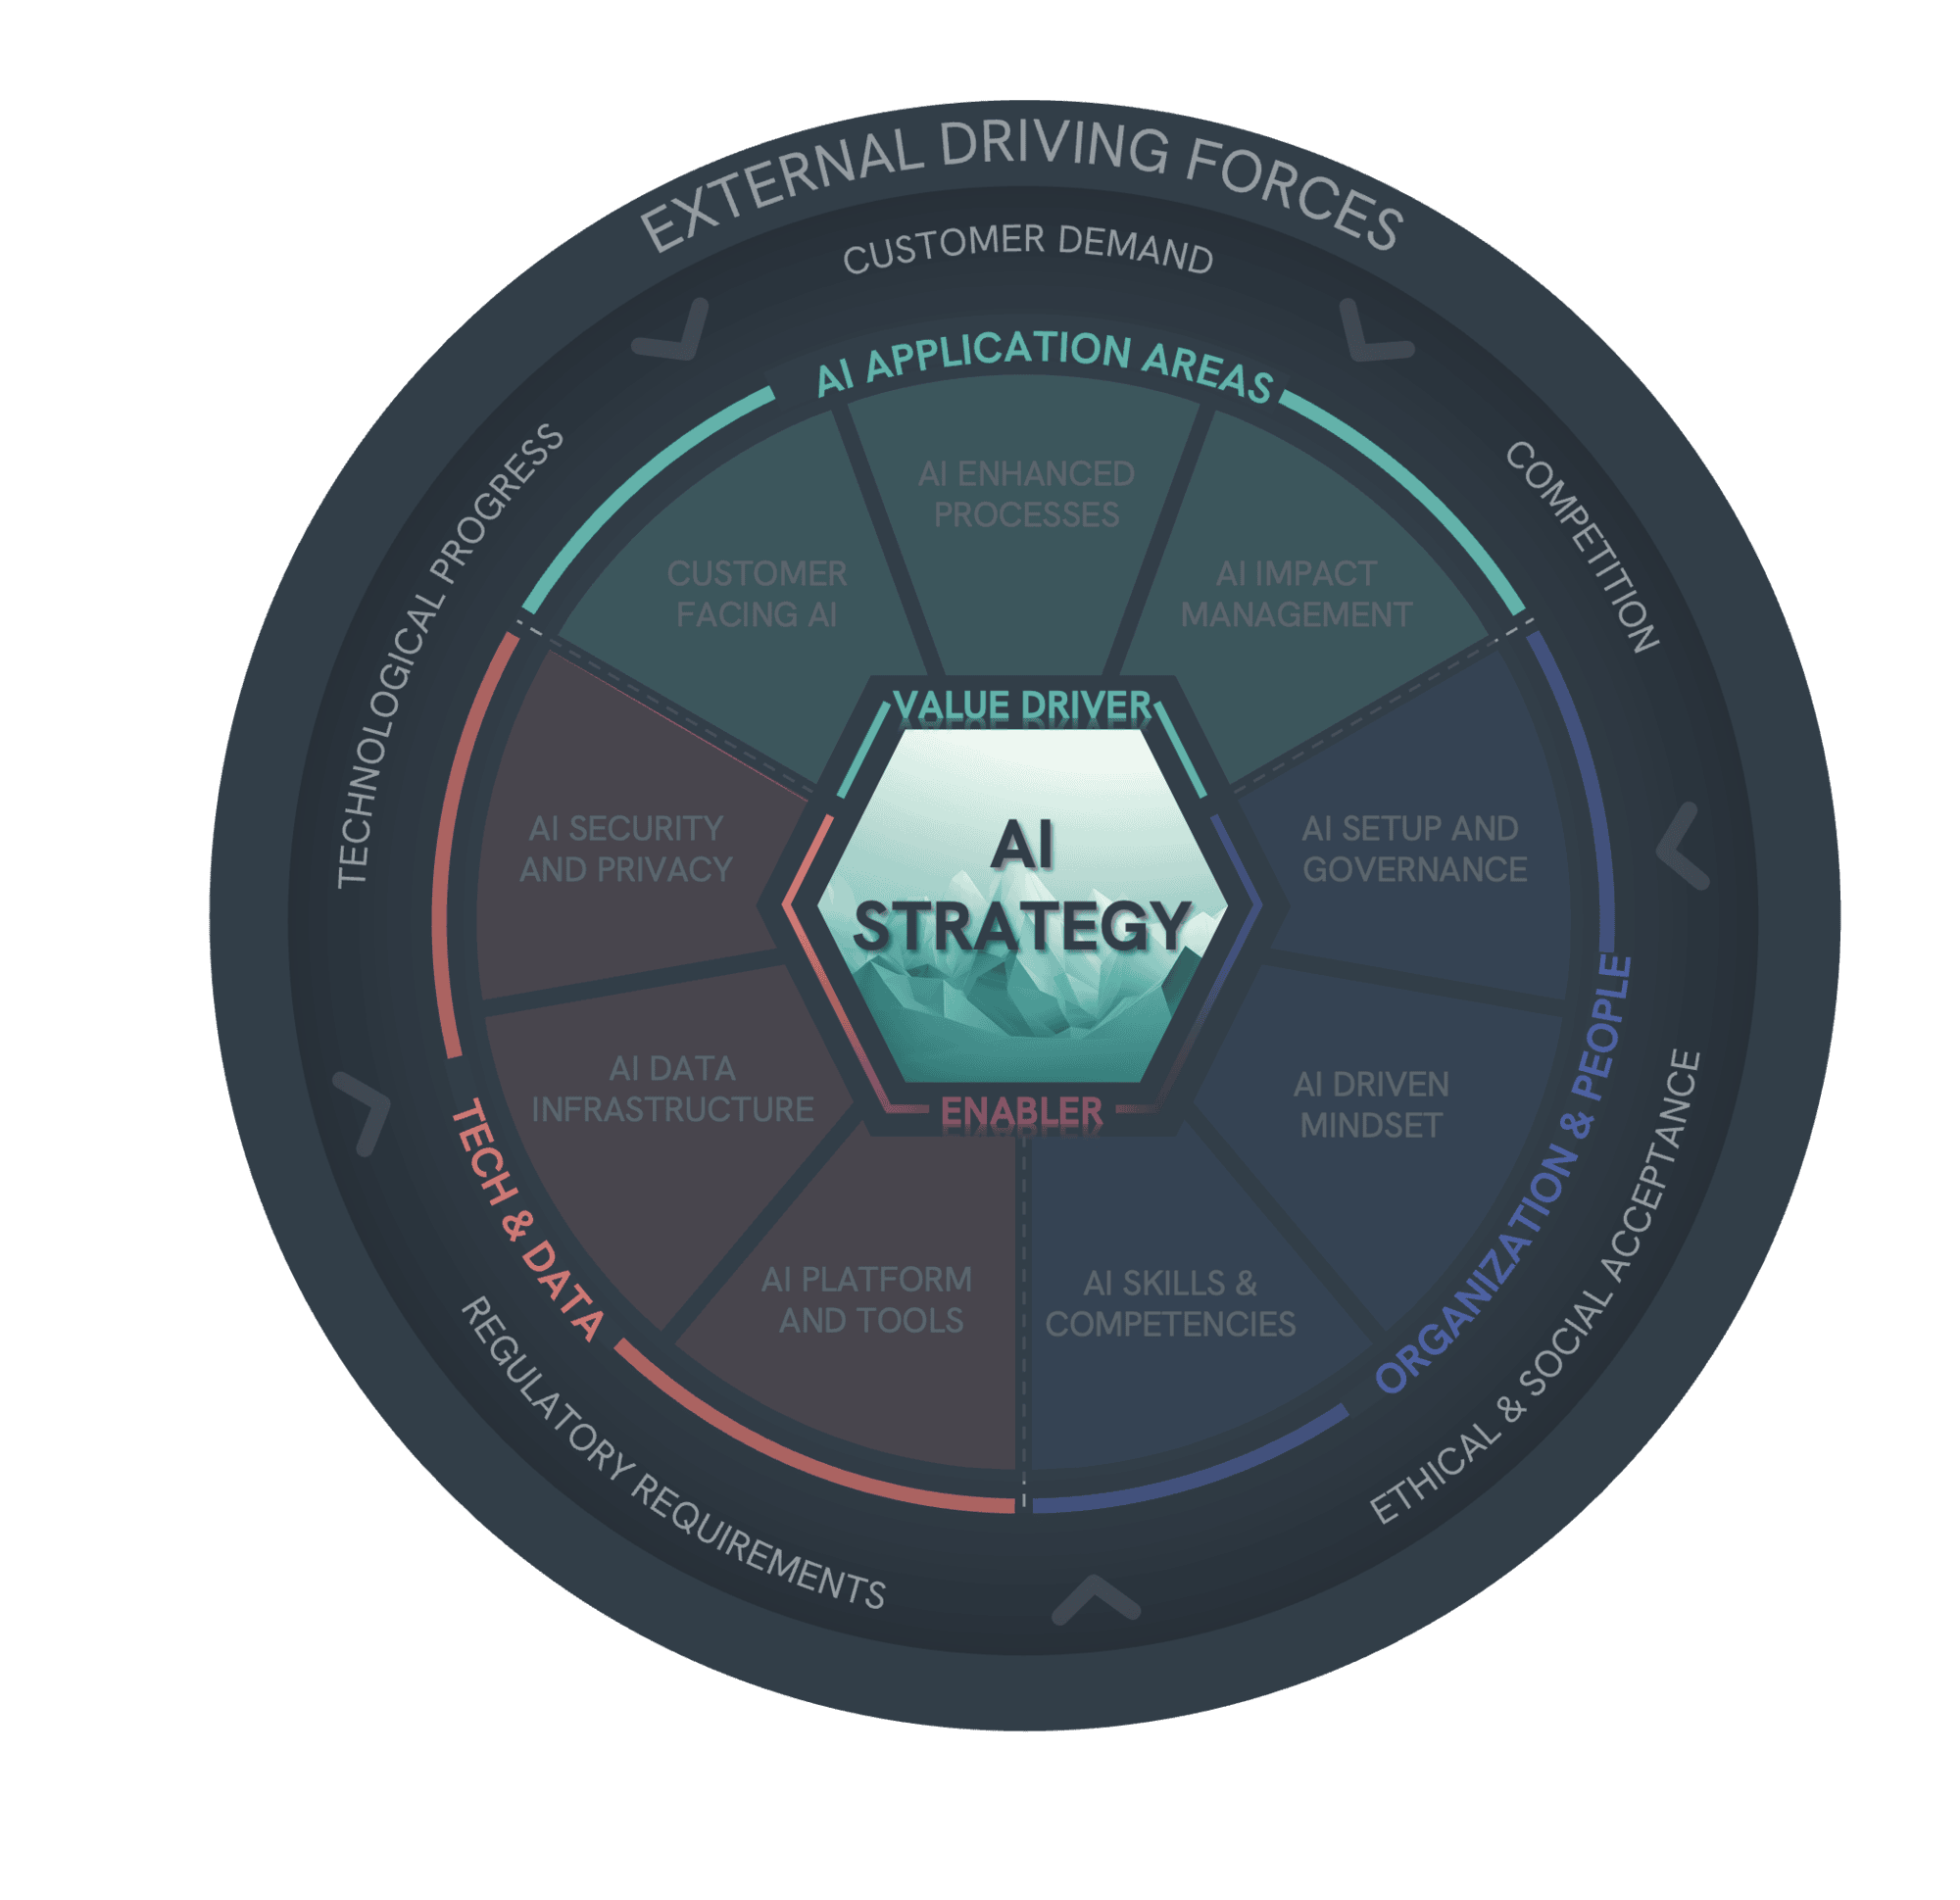 EXTERNAL DRIVING FORCES
CUSTOMER DEMAND
COMPETITION
ETHICAL & SOCIAL ACCEPTANCE
REGULATORY REQUIREMENTS
TECHNOLOGICAL PROGRESS
AI APPLICATION AREAS
CUSTOMER
FACING AI
AI ENHANCED
PROCESSES
AI IMPACT
MANAGEMENT
ORGANIZATION & PEOPLE
AI SETUP AND
GOVERNANCE
AI DRIVEN
MINDSET
AI SKILLS &
COMPETENCIES
TECH & DATA
AI SECURITY
AND PRIVACY
AI DATA
INFRASTRUCTURE
AI PLATFORM
AND TOOLS
VALUE DRIVER
AI
STRATEGY
ENABLER